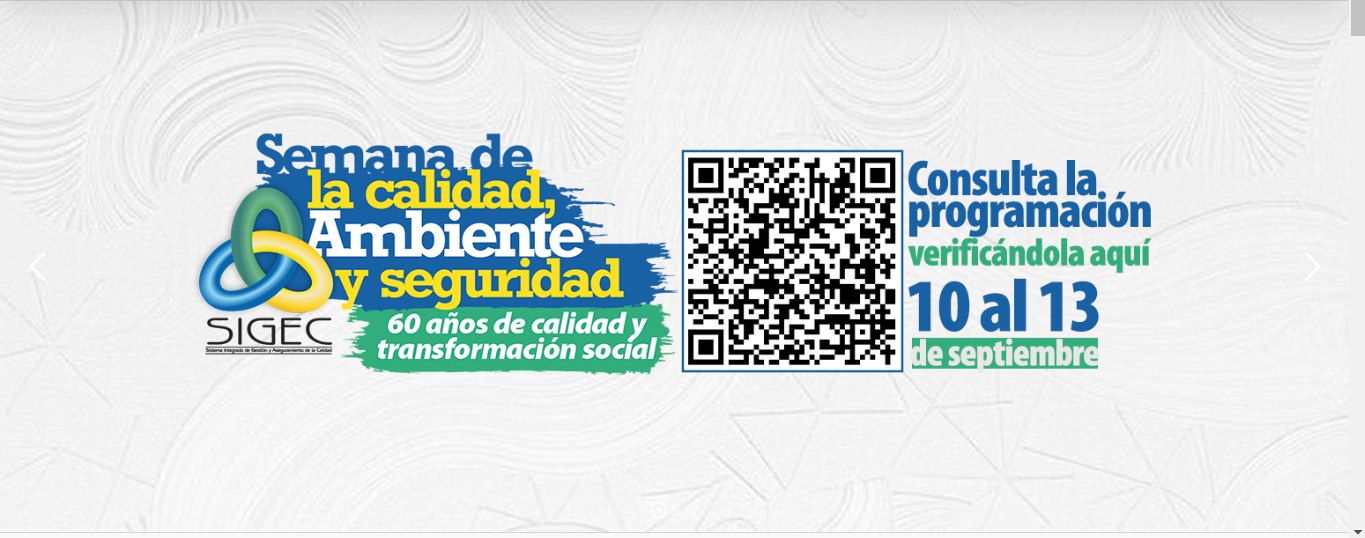 Semana de
la calidad,
Ambiente
y seguridad
60 años de calidad y
transformación social
SIGEC
Sistema Integrado de Gestión y Aseguramiento de la Calidad
Consulta la
programación
verificándola aquí
10 al 13
de septiembre